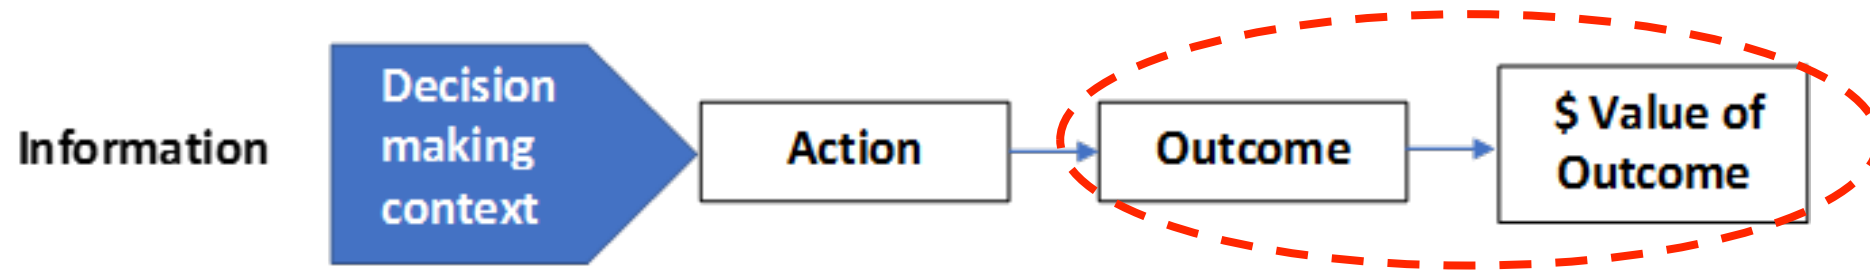 Information
Decision
making
context
Action
Outcome
$ Value of
Outcome